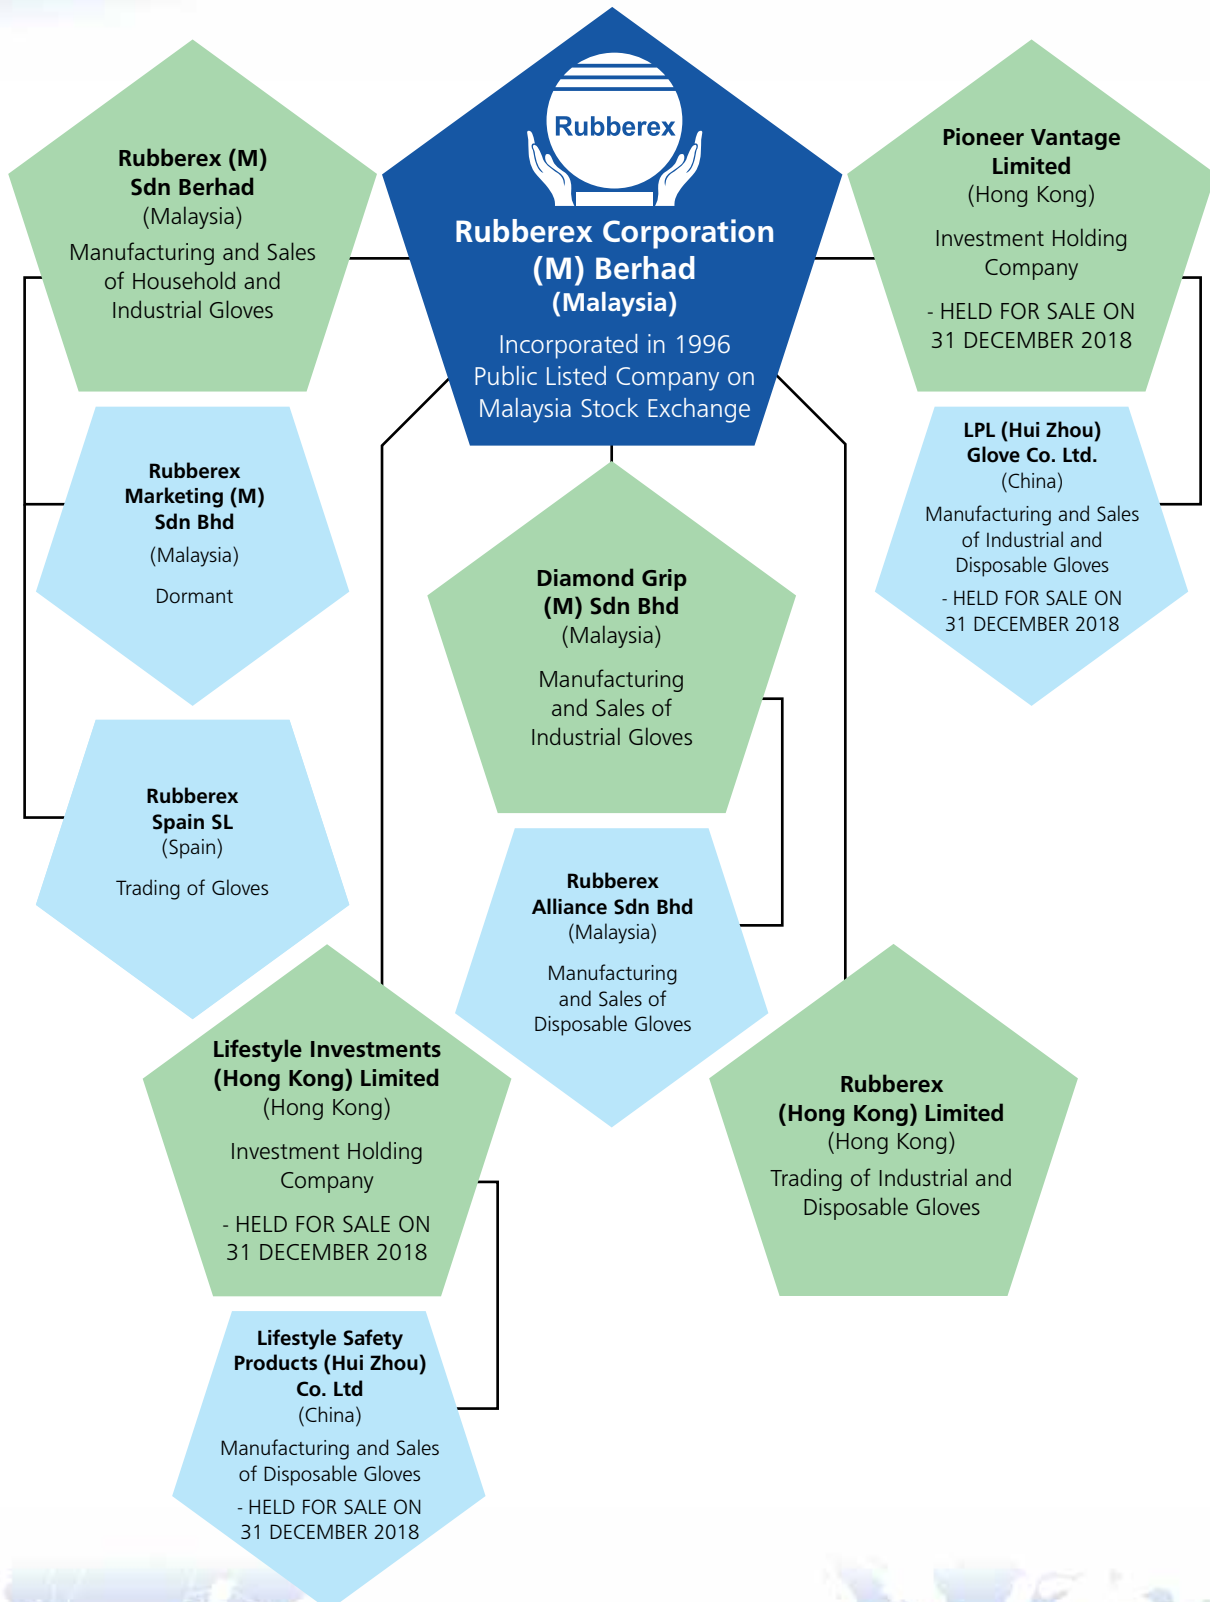 Rubberex
Rubberex Corporation
(M) Berhad
(Malaysia)
Incorporated in 1996
Public Listed Company on
Malaysia Stock Exchange
Rubberex (M)
Sdn Berhad
(Malaysia)
Manufacturing and Sales
of Household and
Industrial Gloves
Rubberex
Marketing (M)
Sdn Bhd
(Malaysia)
Dormant
Rubberex
Spain SL
(Spain)
Trading of Gloves
Pioneer Vantage
Limited
(Hong Kong)
Investment Holding
Company
- HELD FOR SALE ON
31 DECEMBER 2018
LPL (Hui Zhou)
Glove Co. Ltd.
(China)
Manufacturing and Sales
of Industrial and
Disposable Gloves
- HELD FOR SALE ON
31 DECEMBER 2018
Diamond Grip
(M) Sdn Bhd
(Malaysia)
Manufacturing
and Sales of
Industrial Gloves
Rubberex
Alliance Sdn Bhd
(Malaysia)
Manufacturing
and Sales of
Disposable Gloves
Lifestyle Investments
(Hong Kong) Limited
(Hong Kong)
Investment Holding
Company
- HELD FOR SALE ON
31 DECEMBER 2018
Lifestyle Safety
Products (Hui Zhou)
Co. Ltd
(China)
Manufacturing and Sales
of Disposable Gloves
- HELD FOR SALE ON
31 DECEMBER 2018
Rubberex
(Hong Kong) Limited
(Hong Kong)
Trading of Industrial and
Disposable Gloves